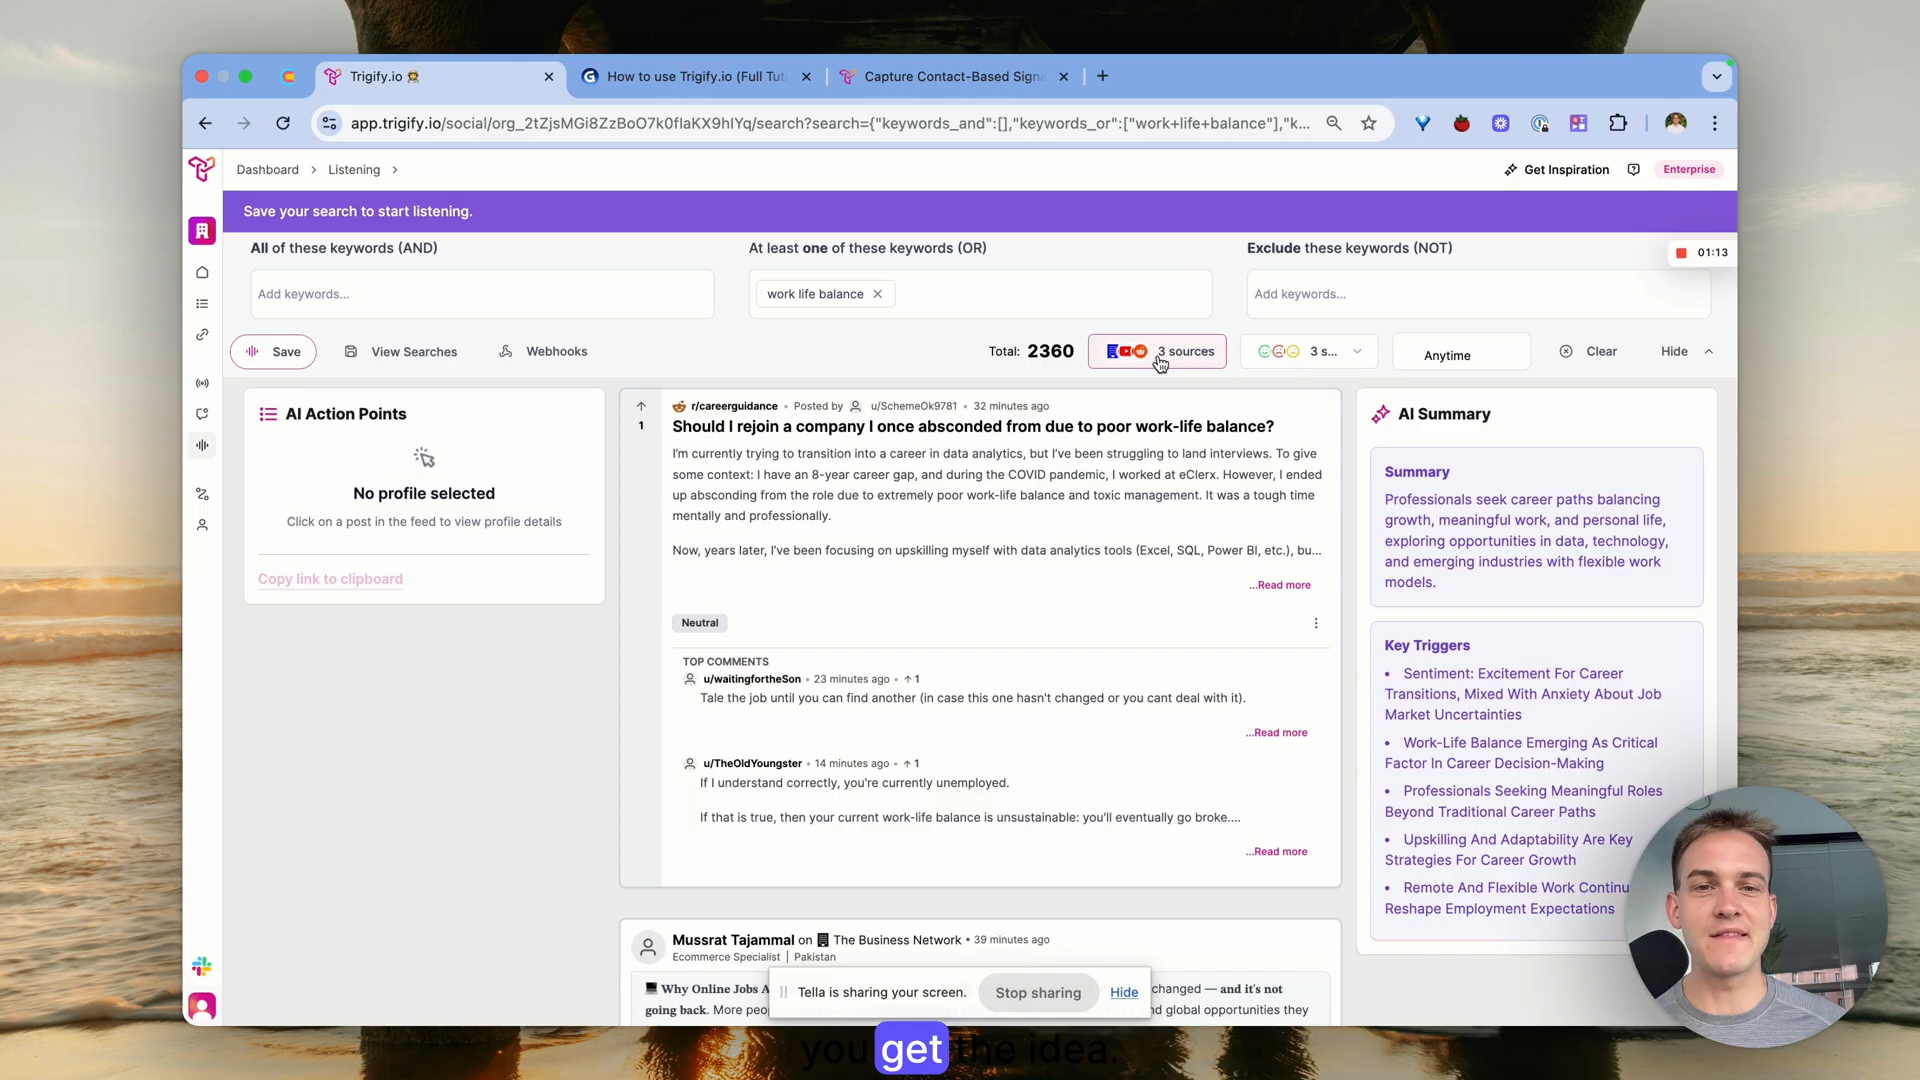 Trigify.io
How to use Trigify.io (Full Tut
Capture Contact-Based Sign
app.trigify.io/social/org_2tZjsMGi8ZzBoO7k0flaKX9hIYq/search?search={"keywords_and":[],"keywords_or":["work+life+balance"],"k...
Dashboard > Listening >
Get Inspiration
Enterprise
Save your search to start listening.
All of these keywords (AND)
At least one of these keywords (OR)
Exclude these keywords (NOT)
01:13
Add keywords...
work life balance
Add keywords...
Save
View Searches
Webhooks
Total: 2360
3 sources
3 s...
Anytime
Clear
Hide
AI Action Points
No profile selected
Click on a post in the feed to view profile details
Copy link to clipboard
r/careerguidance • Posted by u/SchemeOk9781 • 32 minutes ago
1
Should I rejoin a company I once absconded from due to poor work-life balance?
I'm currently trying to transition into a career in data analytics, but I've been struggling to land interviews. To give
some context: I have an 8-year career gap, and during the COVID pandemic, I worked at eClerx. However, I ended
up absconding from the role due to extremely poor work-life balance and toxic management. It was a tough time
mentally and professionally.
Now, years later, I've been focusing on upskilling myself with data analytics tools (Excel, SQL, Power BI, etc.), bu...
...Read more
Neutral
TOP COMMENTS
u/waitingfortheSon • 23 minutes ago • ↑ 1
Tale the job until you can find another (in case this one hasn't changed or you cant deal with it).
...Read more
u/TheOldYoungster • 14 minutes ago • ↑ 1
If I understand correctly, you're currently unemployed.
If that is true, then your current work-life balance is unsustainable: you'll eventually go broke....
...Read more
Mussrat Tajammal on The Business Network • 39 minutes ago
Ecommerce Specialist | Pakistan
Why Online Jobs A
changed — and it's not
going back. More peo
nd global opportunities they
AI Summary
Summary
Professionals seek career paths balancing
growth, meaningful work, and personal life,
exploring opportunities in data, technology,
and emerging industries with flexible work
models.
Key Triggers
• Sentiment: Excitement For Career
Transitions, Mixed With Anxiety About Job
Market Uncertainties
• Work-Life Balance Emerging As Critical
Factor In Career Decision-Making
• Professionals Seeking Meaningful Roles
Beyond Traditional Career Paths
• Upskilling And Adaptability Are Key
Strategies For Career Growth
• Remote And Flexible Work Continu
Reshape Employment Expectations
Tella is sharing your screen.
Stop sharing
Hide
you get the idea.